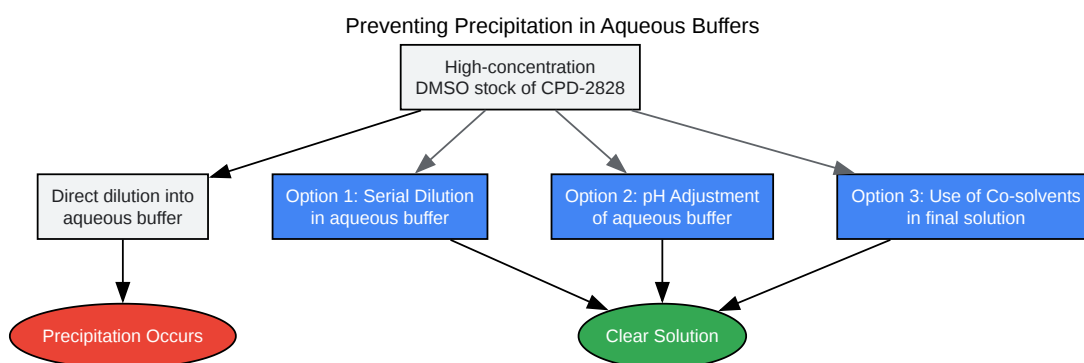 Preventing Precipitation in Aqueous Buffers
High-concentration
DMSO stock of CPD-2828
Direct dilution into
aqueous buffer
Option 1: Serial Dilution
in aqueous buffer
Option 2: pH Adjustment
of aqueous buffer
Option 3: Use of Co-solvents
in final solution
Precipitation Occurs
Clear Solution